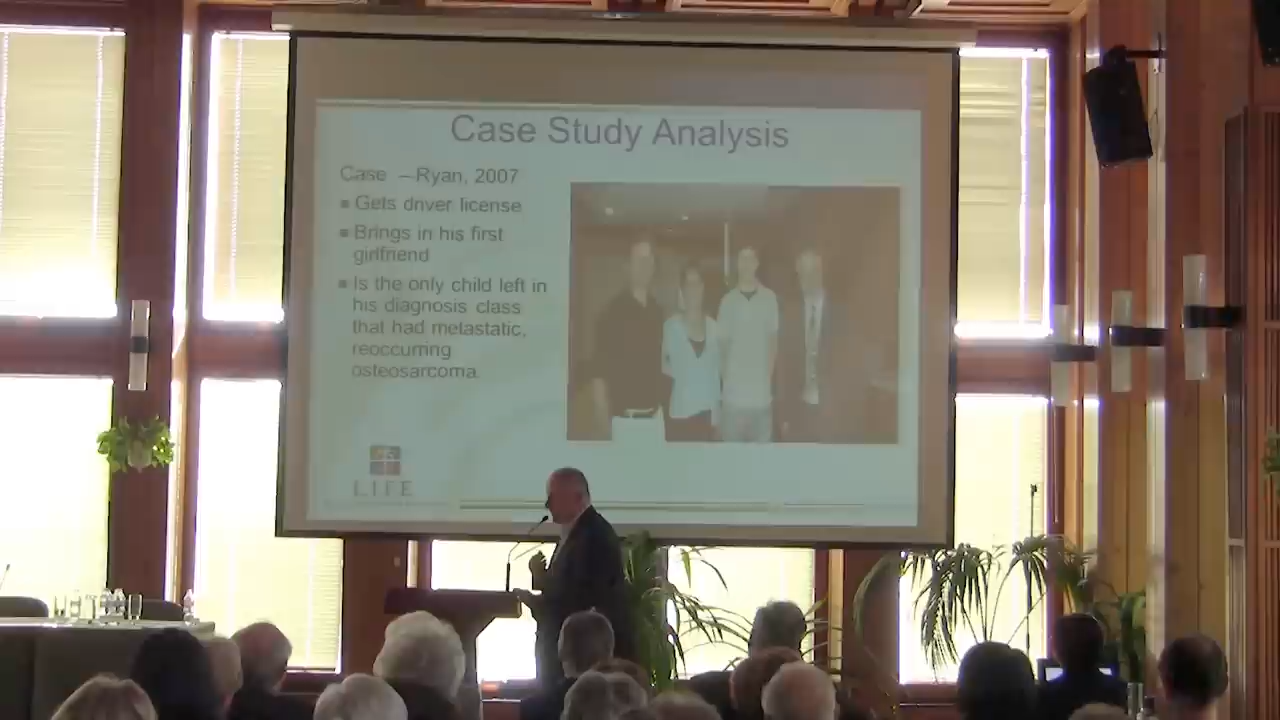 Case Study Analysis
Case – Ryan, 2007
▪ Gets driver license
▪ Brings in his first
girlfriend
▪ Is the only child left in
his diagnosis class
that had metastatic,
reoccurring
osteosarcoma.
LIFE